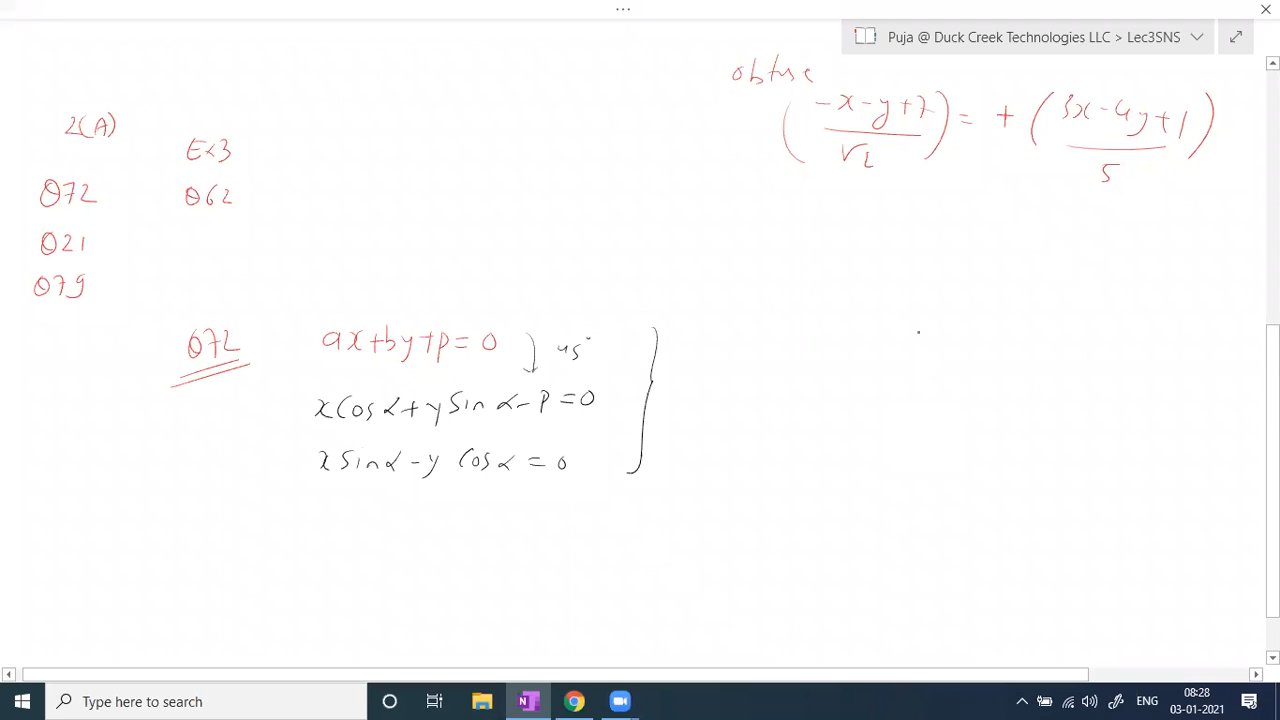 ...
Puja @ Duck Creek Technologies LLC > Lec3SNS
obtuse
(-x-y+7)/√2 = + (3x-4y+1)/5
2(A)
Ex3
Q72
Q62
Q21
Q79
Q72
ax+by+p=0
45°
x Cos α + y Sin α - p = 0
x Sin α - y Cos α = 0
Type here to search
ENG
08:28
03-01-2021